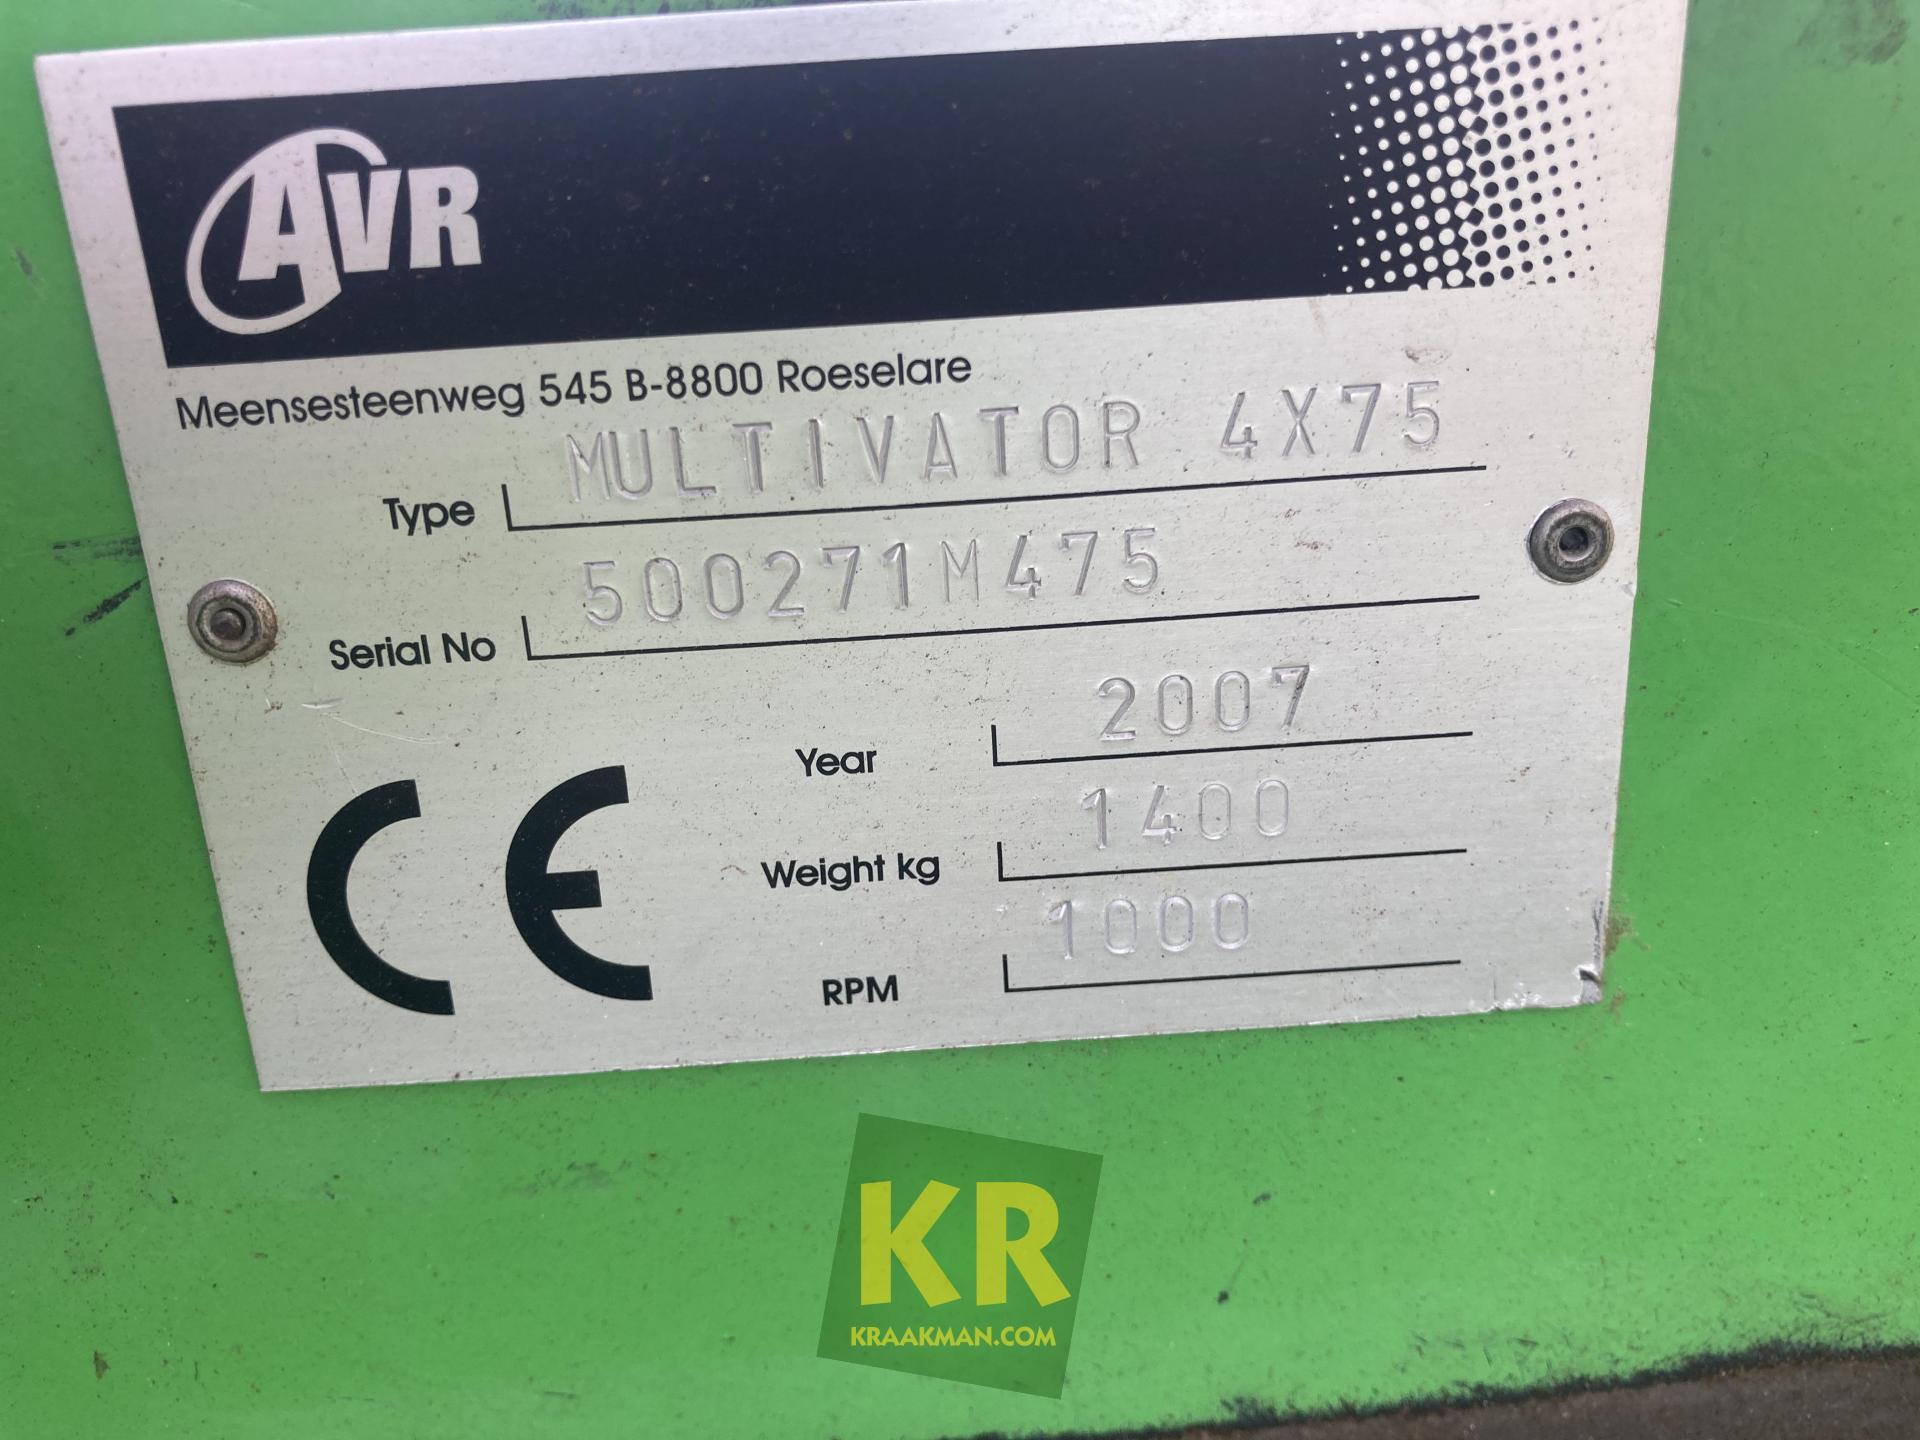 AVR
Meensesteenweg 545 B-8800 Roeselare
Type MULTIVATOR 4X75
Serial No 500271M475
Year 2007
Weight kg 1400
RPM 1000
CE
KR
KRAAKMAN.COM